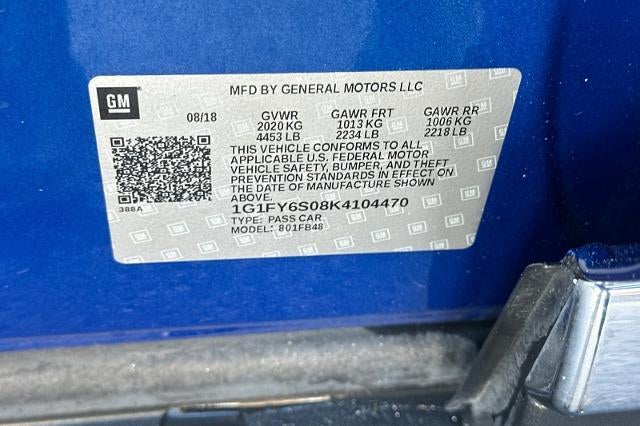 MFD BY GENERAL MOTORS LLC
GM
08/18 GVWR GAWR FRT GAWR RR
2020 KG 1013 KG 1006 KG
4453 LB 2234 LB 2218 LB
THIS VEHICLE CONFORMS TO ALL
APPLICABLE U.S. FEDERAL MOTOR
VEHICLE SAFETY, BUMPER, AND THEFT
PREVENTION STANDARDS IN EFFECT ON
THE DATE OF MANUFACTURE SHOWN
ABOVE.
388A
1G1FY6S08K4104470
TYPE: PASS CAR
MODEL: 801FB48